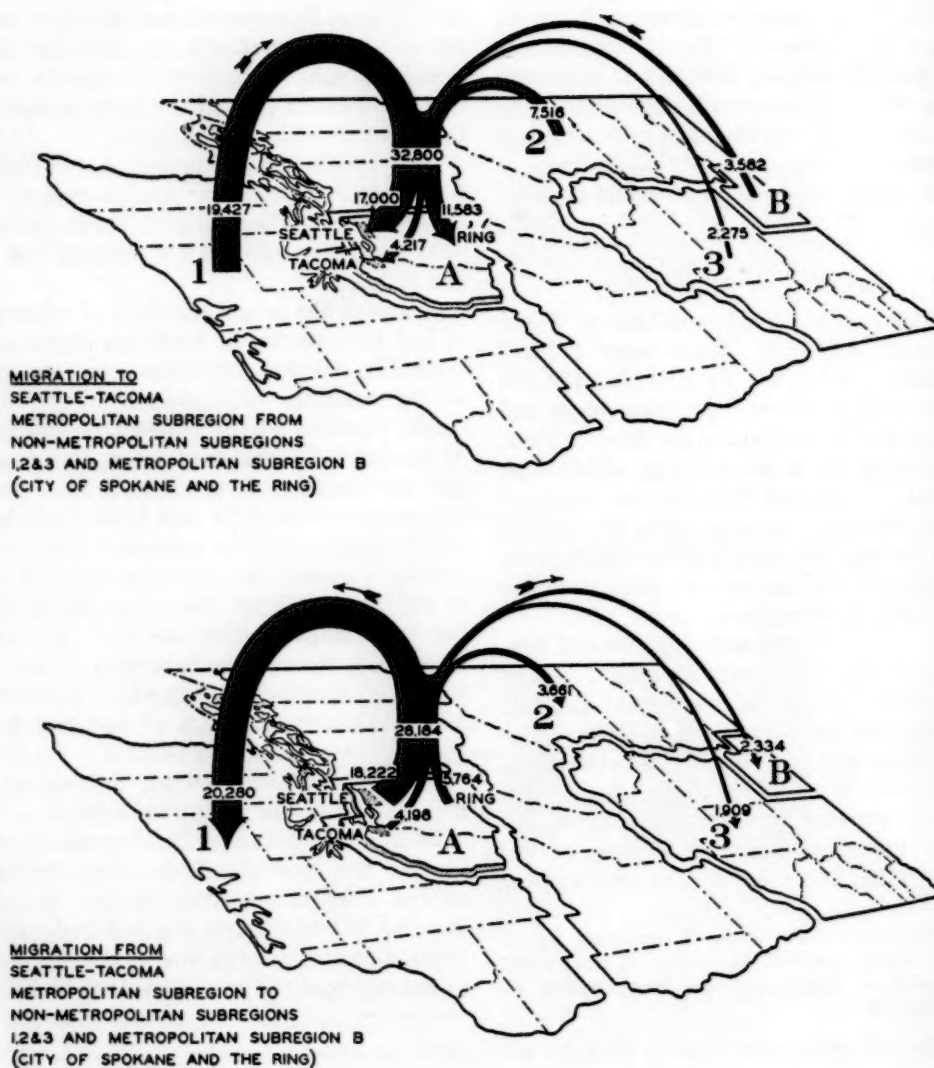 7,516
2
32,800
3,582
B
17,000
11,583
19,427
2,275
SEATTLE
RING
4,217
1
TACOMA
A
3
MIGRATION TO
SEATTLE-TACOMA
METROPOLITAN SUBREGION FROM
NON-METROPOLITAN SUBREGIONS
1,2&3 AND METROPOLITAN SUBREGION B
(CITY OF SPOKANE AND THE RING)
3,661
2
28,184
2,334
B
18,222
5,764
20,280
SEATTLE
RING
1,909
4,198
1
TACOMA
A
3
MIGRATION FROM
SEATTLE-TACOMA
METROPOLITAN SUBREGION TO
NON-METROPOLITAN SUBREGIONS
1,2&3 AND METROPOLITAN SUBREGION B
(CITY OF SPOKANE AND THE RING)